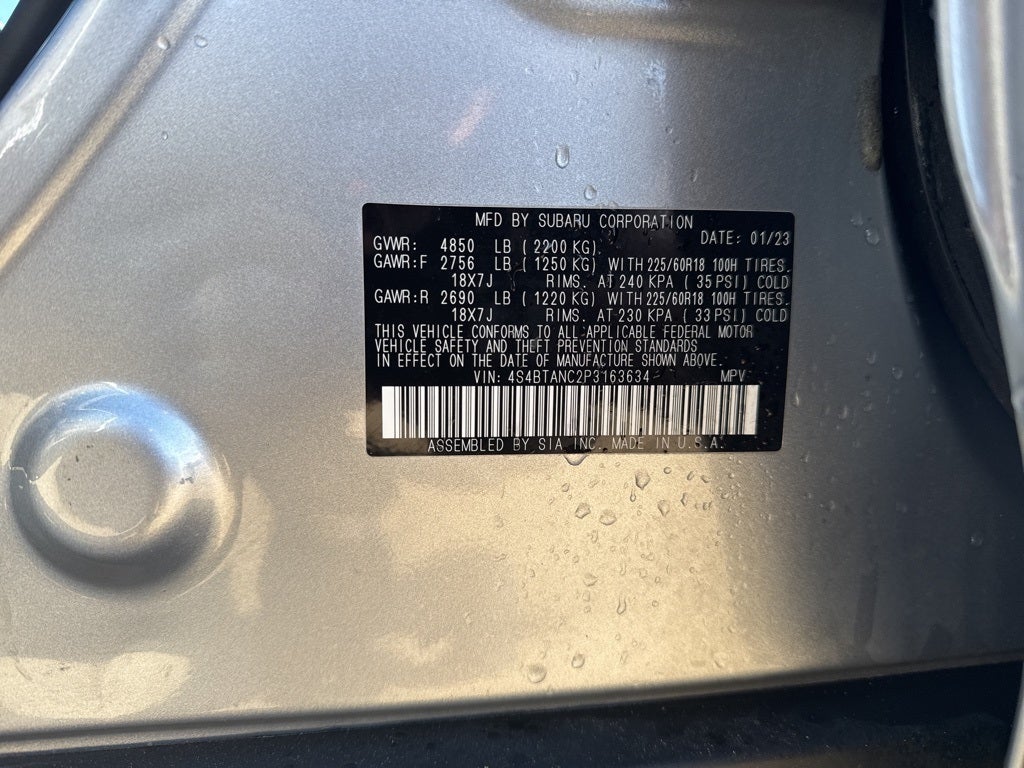 MFD BY SUBARU CORPORATION
DATE: 01/23
GVWR: 4850 LB ( 2200 KG).
GAWR:F 2756 LB ( 1250 KG) WITH 225/60R18 100H TIRES.
18X7J RIMS. AT 240 KPA ( 35 PSI) COLD
GAWR:R 2690 LB ( 1220 KG) WITH 225/60R18 100H TIRES.
18X7J RIMS. AT 230 KPA ( 33 PSI) COLD
THIS VEHICLE CONFORMS TO ALL APPLICABLE FEDERAL MOTOR
VEHICLE SAFETY AND THEFT PREVENTION STANDARDS
IN EFFECT ON THE DATE OF MANUFACTURE SHOWN ABOVE.
VIN: 4S4BTANC2P3163634 MPV
ASSEMBLED BY SIA INC. MADE IN U.S.A.